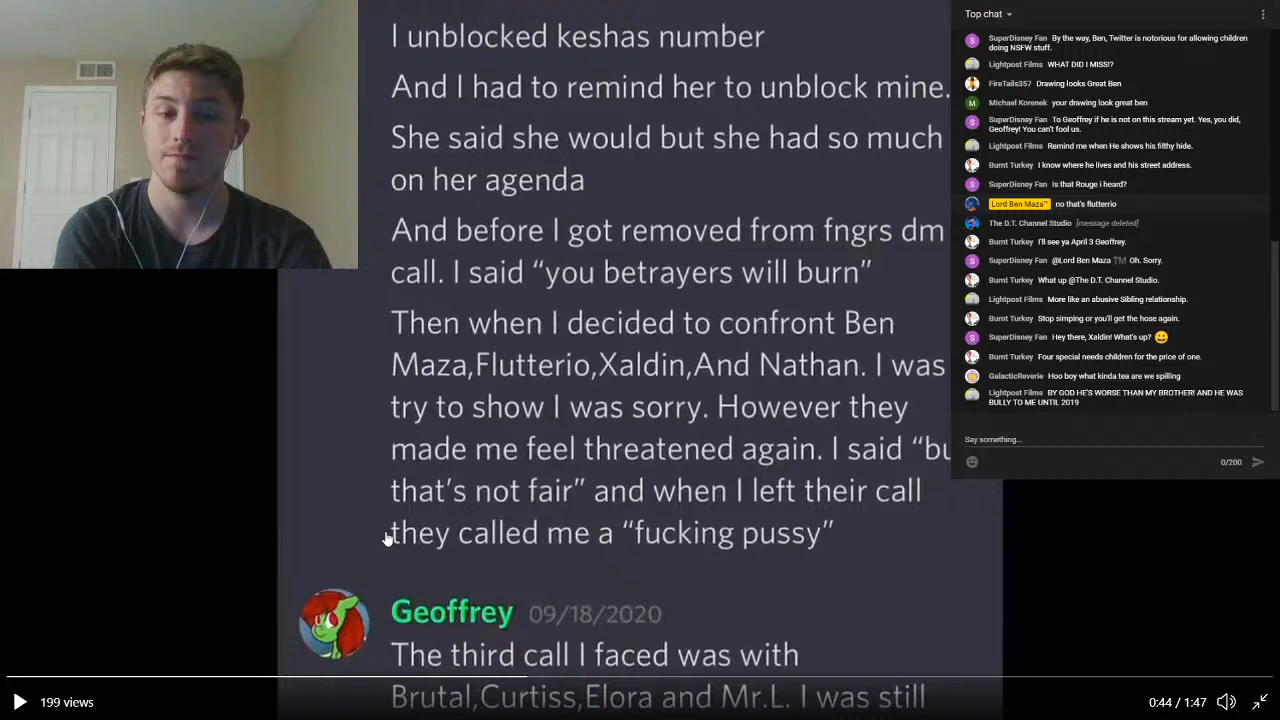 I unblocked keshas number
And I had to remind her to unblock mine.
She said she would but she had so much
on her agenda
And before I got removed from fngrs dm
call. I said “you betrayers will burn”
Then when I decided to confront Ben
Maza,Flutterio,Xaldin,And Nathan. I was
try to show I was sorry. However they
made me feel threatened again. I said “bu
that’s not fair” and when I left their call
they called me a “fucking pussy”
Geoffrey 09/18/2020
The third call I faced was with
Brutal,Curtiss,Elora and Mr.L. I was still
Top chat
SuperDisney Fan By the way, Ben, Twitter is notorious for allowing children
doing NSFW stuff.
Lightpost Films WHAT DID I MISS!?
FireTails357 Drawing looks Great Ben
Michael Korenek your drawing look great ben
SuperDisney Fan To Geoffrey if he is not on this stream yet. Yes, you did,
Geoffrey! You can't fool us.
Lightpost Films Remind me when He shows his filthy hide.
Burnt Turkey I know where he lives and his street address.
SuperDisney Fan Is that Rouge i heard?
Lord Ben Maza™ no that's flutterrio
The D.T. Channel Studio [message deleted]
Burnt Turkey I'll see ya April 3 Geoffrey.
SuperDisney Fan @Lord Ben Maza ™ Oh. Sorry.
Burnt Turkey What up @The D.T. Channel Studio.
Lightpost Films More like an abusive Sibling relationship.
Burnt Turkey Stop simping or you'll get the hose again.
SuperDisney Fan Hey there, Xaldin! What's up? 😀
Burnt Turkey Four special needs children for the price of one.
GalacticReverie Hoo boy what kinda tea are we spilling
Lightpost Films BY GOD HE'S WORSE THAN MY BROTHER! AND HE WAS
BULLY TO ME UNTIL 2019
Say something...
0/200
199 views
0:44 / 1:47